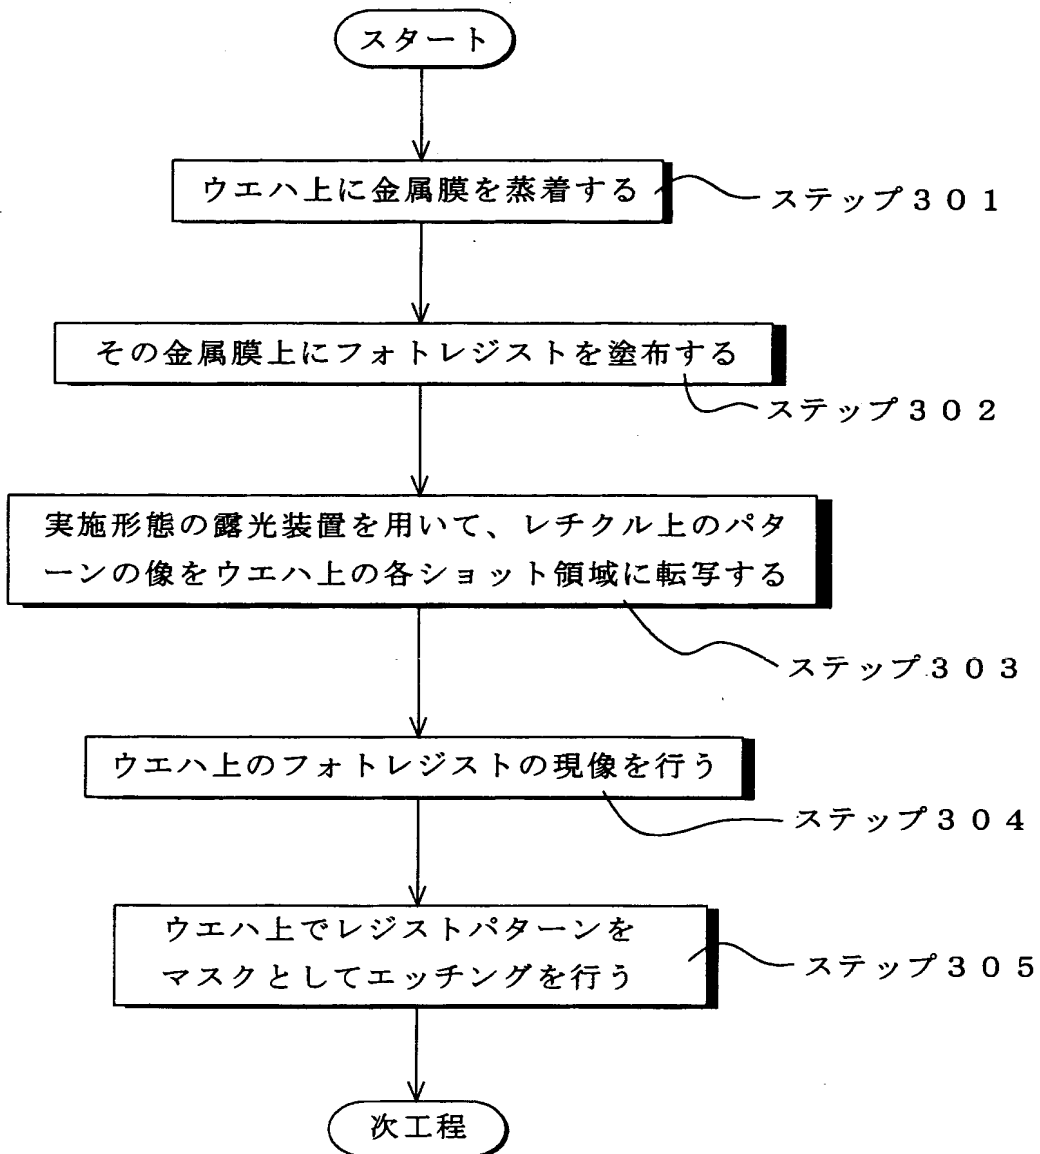 スタート
ウエハ上に金属膜を蒸着する
ステップ３０１
その金属膜上にフォトレジストを塗布する
ステップ３０２
実施形態の露光装置を用いて、レチクル上のパタ
ーンの像をウエハ上の各ショット領域に転写する
ステップ３０３
ウエハ上のフォトレジストの現像を行う
ステップ３０４
ウエハ上でレジストパターンを
マスクとしてエッチングを行う
ステップ３０５
次工程